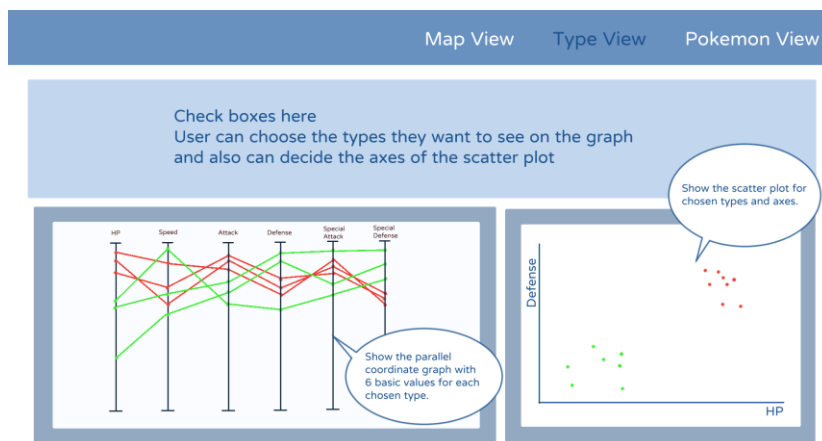 Map View
Type View
Pokemon View
Check boxes here
User can choose the types they want to see on the graph
and also can decide the axes of the scatter plot
Show the scatter plot for
chosen types and axes.
HP
Speed
Attack
Defense
Special
Attack
Special
Defense
Show the parallel
coordinate graph with
6 basic values for each
chosen type.
Defense
HP